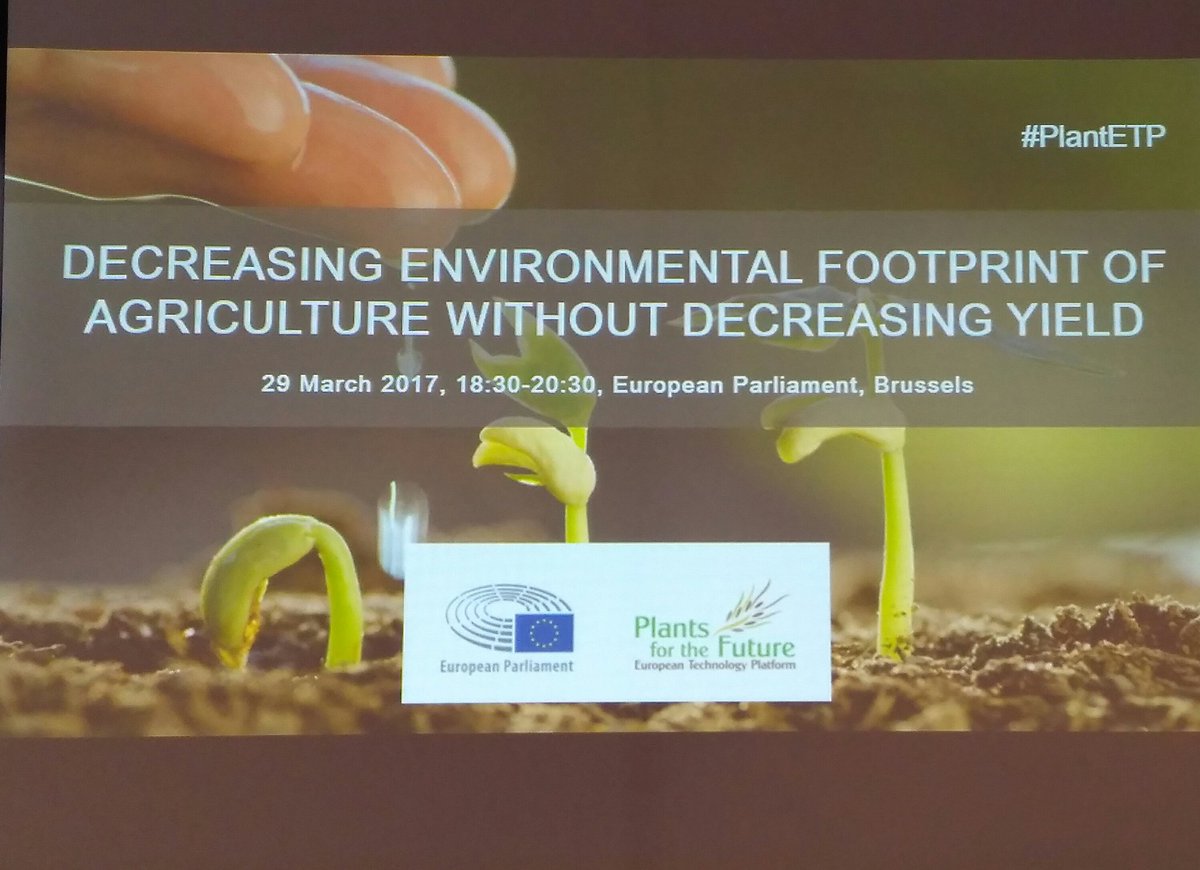 #PlantETP
DECREASING ENVIRONMENTAL FOOTPRINT OF
AGRICULTURE WITHOUT DECREASING YIELD
29 March 2017, 18:30-20:30, European Parliament, Brussels
European Parliament
Plants
for the Future
European Technology Platform